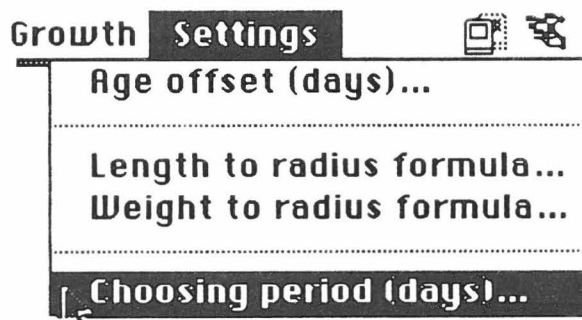 Growth Settings
Age offset (days)...
Length to radius formula...
Weight to radius formula...
Choosing period (days)...